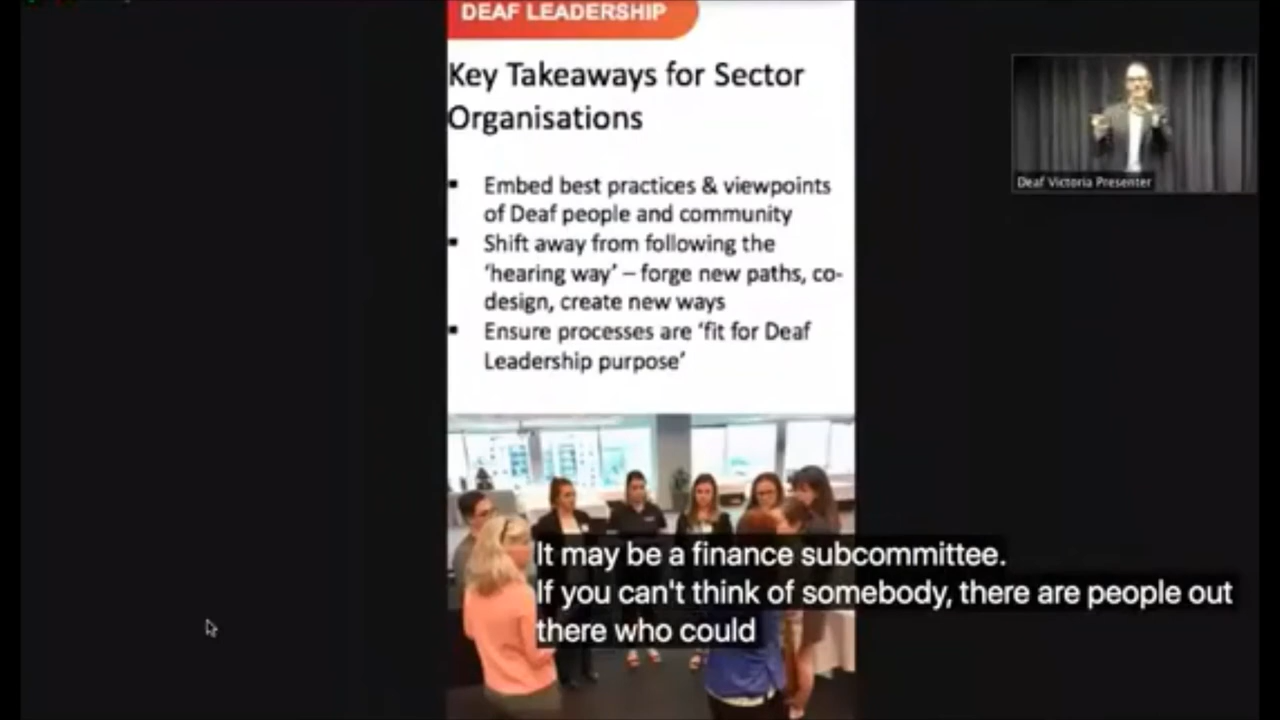 DEAF LEADERSHIP
Key Takeaways for Sector
Organisations
▪ Embed best practices & viewpoints
of Deaf people and community
▪ Shift away from following the
‘hearing way’ – forge new paths, co-
design, create new ways
▪ Ensure processes are ‘fit for Deaf
Leadership purpose’
Deaf Victoria Presenter
It may be a finance subcommittee.
If you can't think of somebody, there are people out
there who could